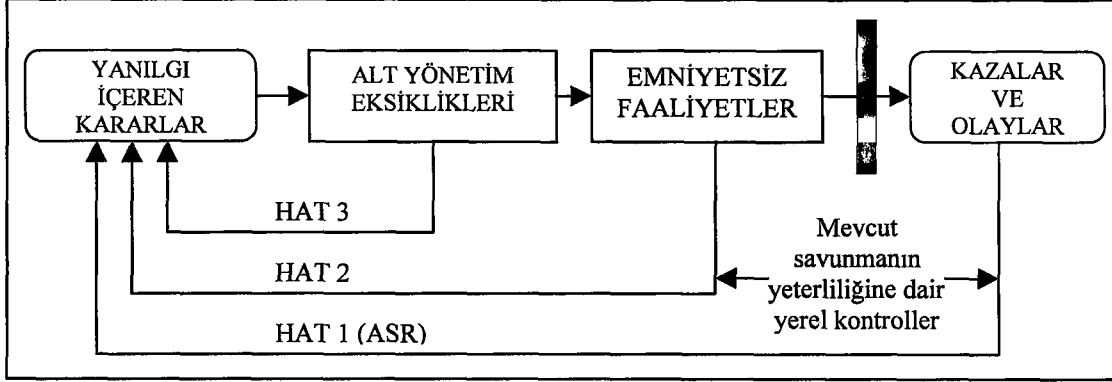 YANILGI
İÇEREN
KARARLAR
ALT YÖNETİM
EKSİKLİKLERİ
EMNİYETSİZ
FAALİYETLER
KAZALAR
VE
OLAYLAR
HAT 3
HAT 2
HAT 1 (ASR)
Mevcut
savunmanın
yeterliliğine dair
yerel kontroller